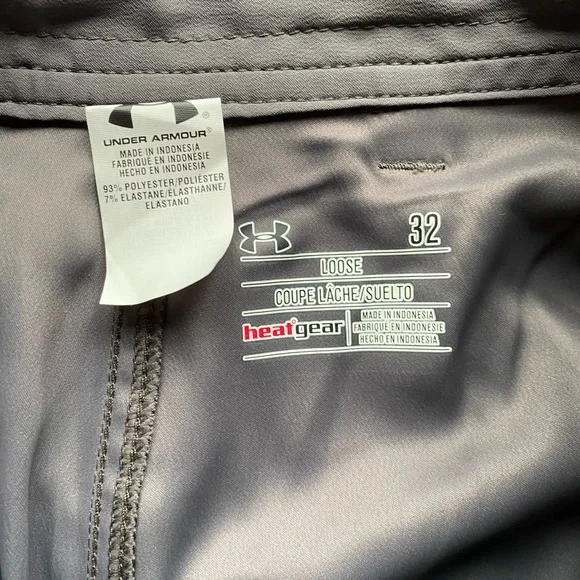 UNDER ARMOUR®
MADE IN INDONESIA
FABRIQUÉ EN INDONÉSIE
HECHO EN INDONESIA
93% POLYESTER/POLIÉSTER
7% ELASTANE/ÉLASTHANNE/
ELASTANO
32
LOOSE
COUPE LÂCHE/SUELTO
heatgear
MADE IN INDONESIA
FABRIQUÉ EN INDONÉSIE
HECHO EN INDONESIA